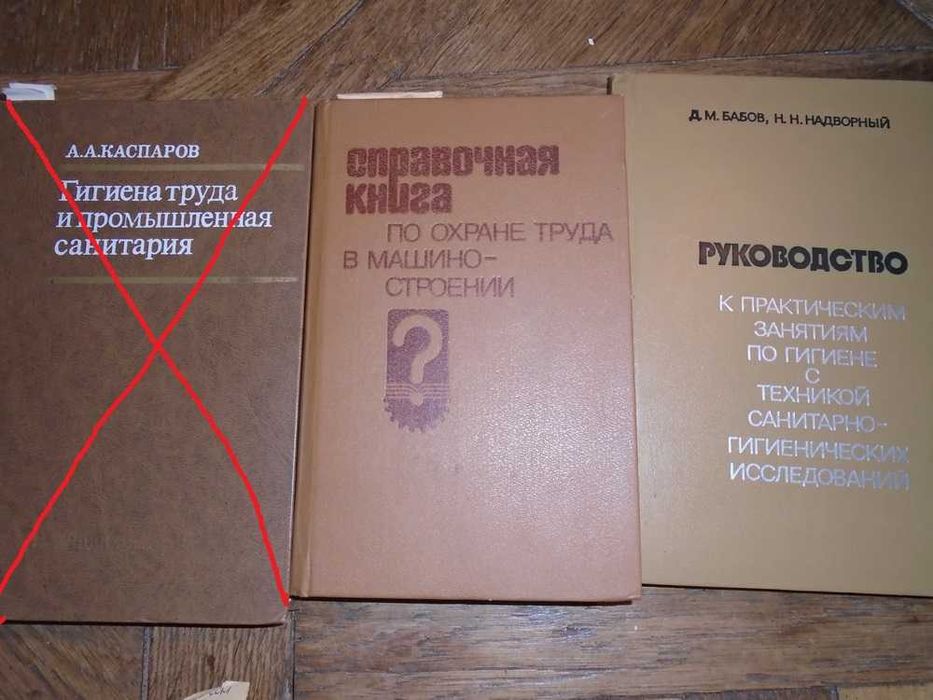 А.А.КАСПАРОВ
Гигиена труда
и промышленная
санитария
справочная
книга
ПО ОХРАНЕ ТРУДА
В МАШИНО-
СТРОЕНИИ
?
Д.М.БАБОВ, Н.Н.НАДВОРНЫЙ
РУКОВОДСТВО
К ПРАКТИЧЕСКИМ
ЗАНЯТИЯМ
ПО ГИГИЕНЕ
С
ТЕХНИКОЙ
САНИТАРНО-
ГИГИЕНИЧЕСКИХ
ИССЛЕДОВАНИЙ